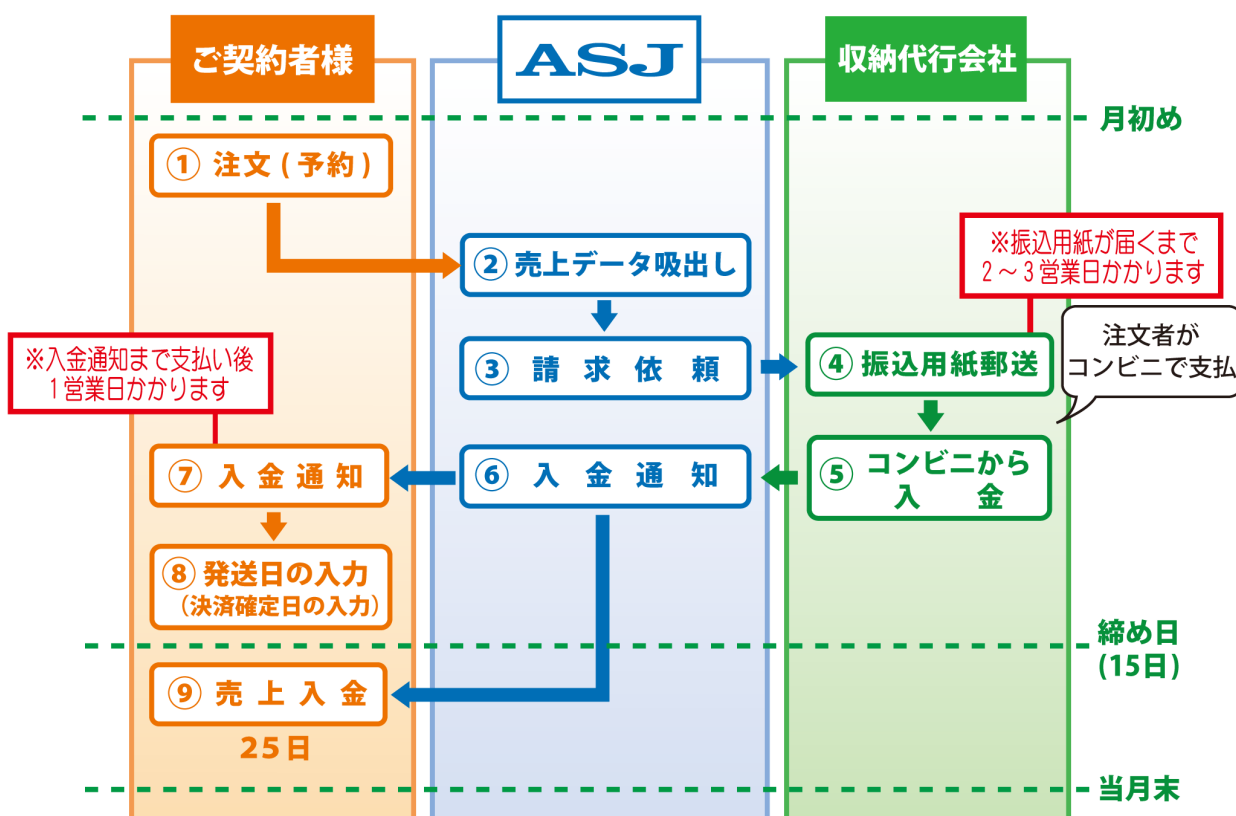 ご契約者様
ASJ
収納代行会社
月初め
① 注文 ( 予約 )
② 売上データ吸出し
※振込用紙が届くまで
2～3営業日かかります
③ 請求依頼
④ 振込用紙郵送
注文者が
コンビニで支払
※入金通知まで支払い後
1営業日かかります
⑦ 入金通知
⑥ 入金通知
⑤ コンビニから
入金
⑧ 発送日の入力
(決済確定日の入力)
締め日
(15日)
⑨ 売上入金
25日
当月末